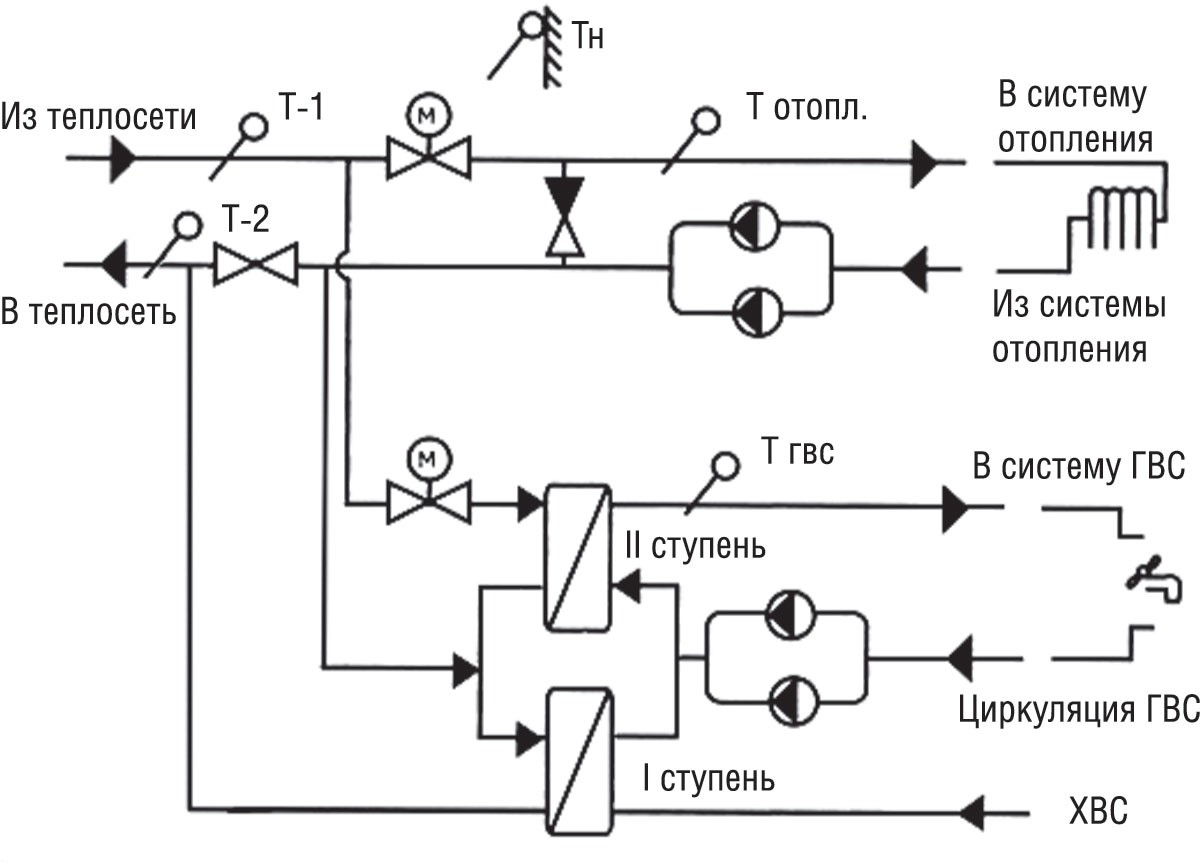 Тн
Из теплосети
Т-1
М
Т отопл.
В систему
отопления
Т-2
В теплосеть
Из системы
отопления
М
Т гвс
В систему ГВС
II ступень
Циркуляция ГВС
I ступень
ХВС